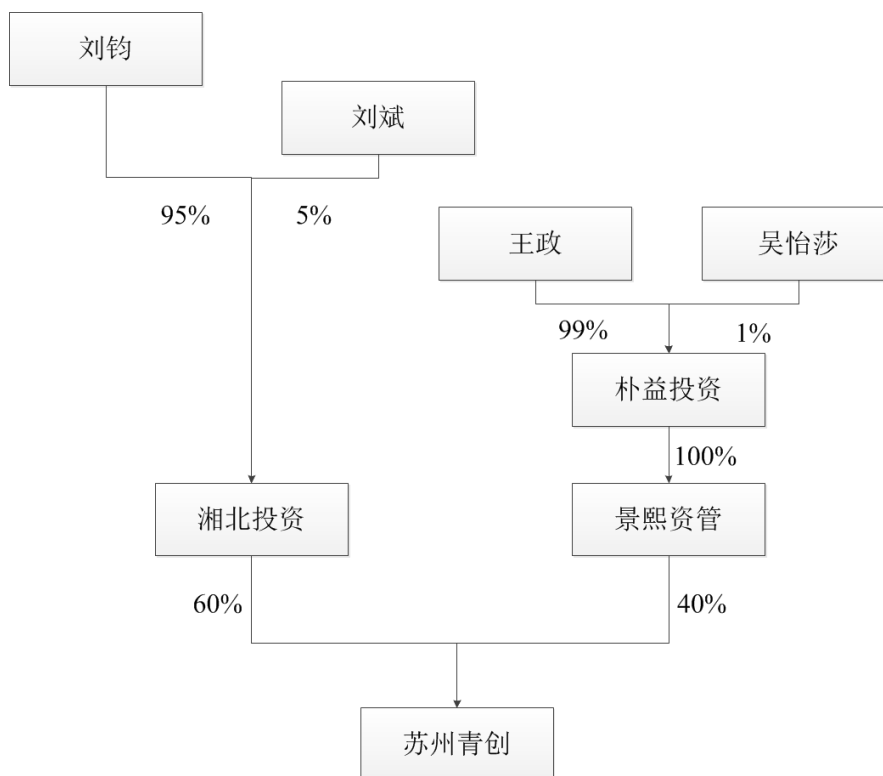 刘钧
刘斌
95%
5%
王政
吴怡莎
99%
1%
朴益投资
100%
湘北投资
景熙资管
60%
40%
苏州青创